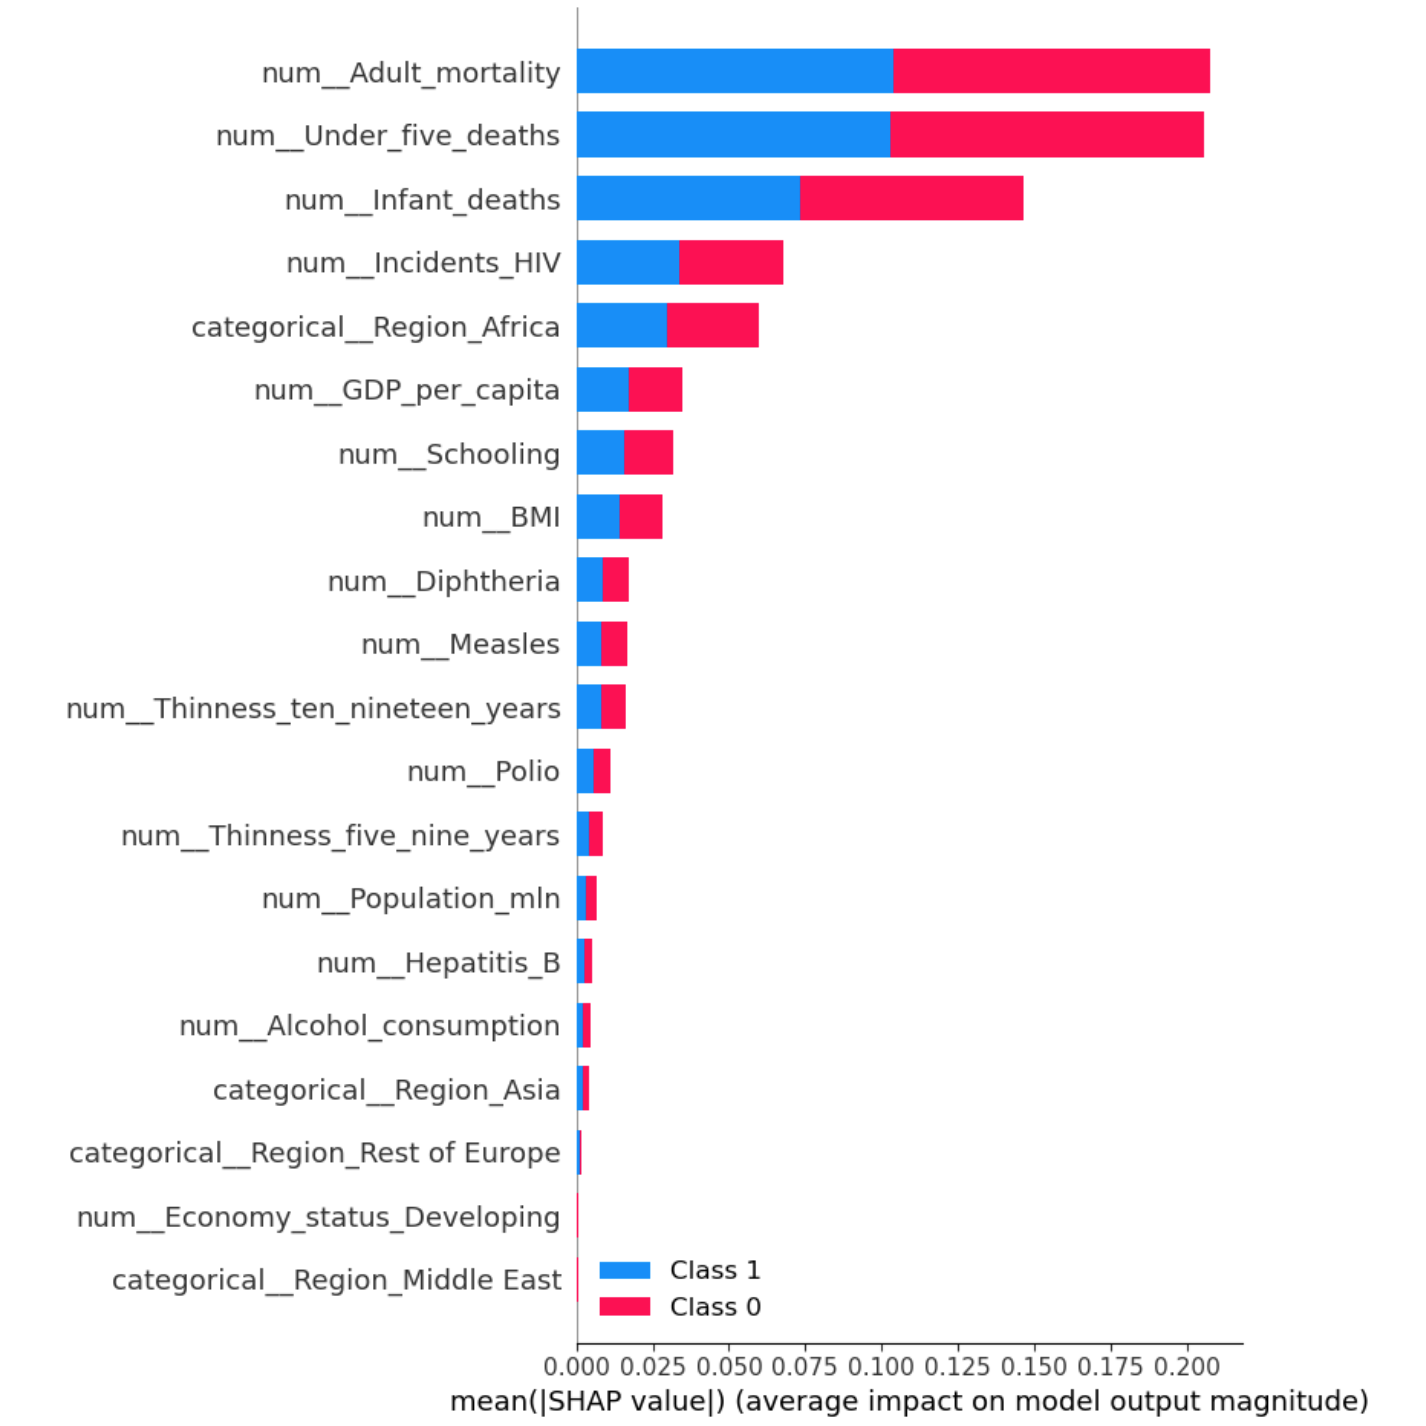 num__Adult_mortality
num__Under_five_deaths
num__Infant_deaths
num__Incidents_HIV
categorical__Region_Africa
num__GDP_per_capita
num__Schooling
num__BMI
num__Diphtheria
num__Measles
num__Thinness_ten_nineteen_years
num__Polio
num__Thinness_five_nine_years
num__Population_mln
num__Hepatitis_B
num__Alcohol_consumption
categorical__Region_Asia
categorical__Region_Rest of Europe
num__Economy_status_Developing
categorical__Region_Middle East
Class 1
Class 0
0.000 0.025 0.050 0.075 0.100 0.125 0.150 0.175 0.200
mean(|SHAP value|) (average impact on model output magnitude)